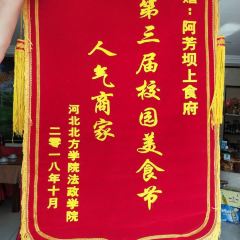 赠：阿芳坝上食府
第三届校园美食节
人气商家
河北北方学院法政学院
二零一八年十月